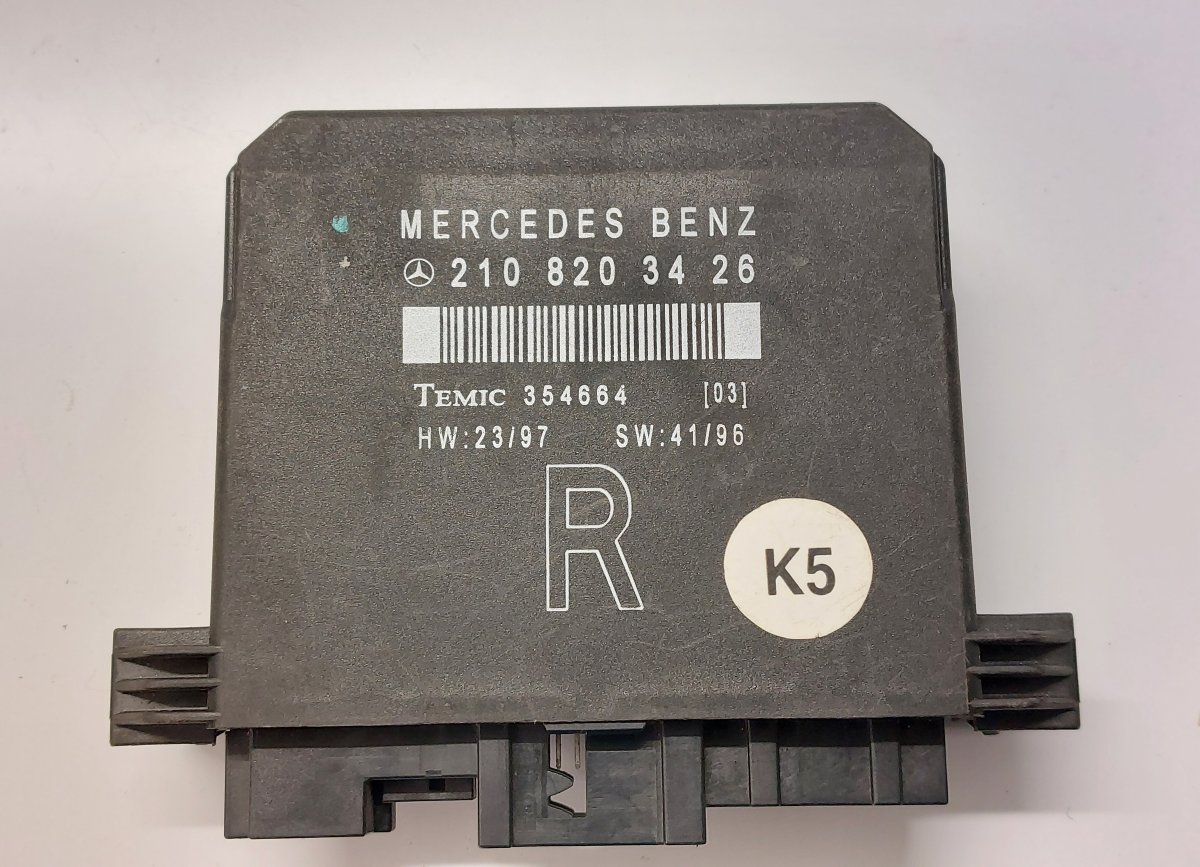 MERCEDES BENZ
210 820 34 26
TEMIC 354664 [03]
HW:23/97 SW:41/96
R
K5